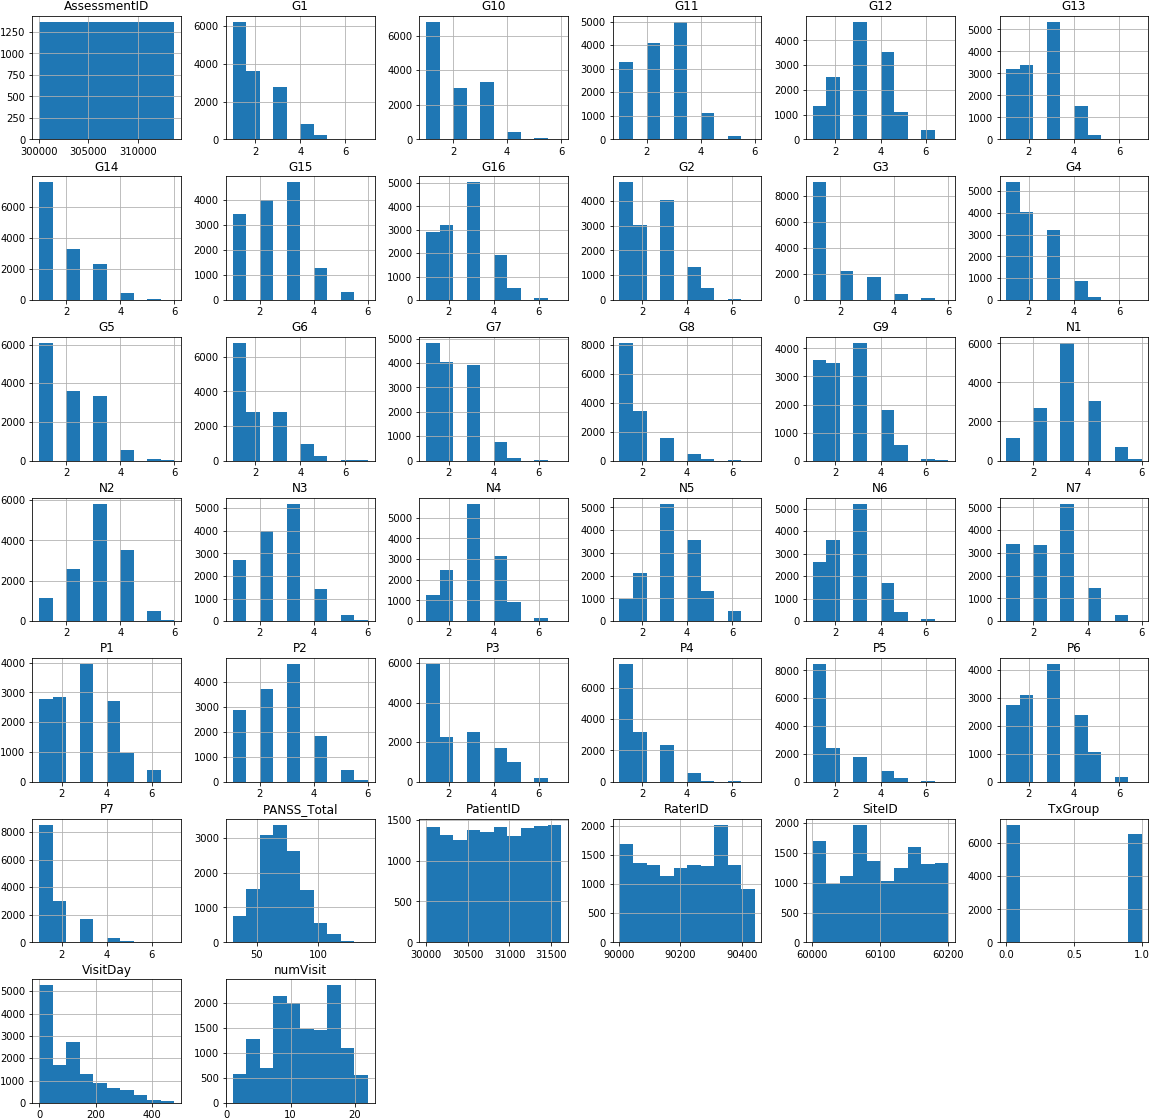 AssessmentID
1250
1000
750
500
250
0
300000 305000 310000
G1
6000
4000
2000
0
2 4 6
G10
6000
4000
2000
0
2 4 6
G11
5000
4000
3000
2000
1000
0
2 4 6
G12
4000
3000
2000
1000
0
2 4 6
G13
5000
4000
3000
2000
1000
0
2 4 6
G14
6000
4000
2000
0
2 4 6
G15
4000
3000
2000
1000
0
2 4 6
G16
5000
4000
3000
2000
1000
0
2 4 6
G2
4000
3000
2000
1000
0
2 4 6
G3
8000
6000
4000
2000
0
2 4 6
G4
5000
4000
3000
2000
1000
0
2 4 6
G5
6000
4000
2000
0
2 4 6
G6
6000
4000
2000
0
2 4 6
G7
5000
4000
3000
2000
1000
0
2 4 6
G8
8000
6000
4000
2000
0
2 4 6
G9
4000
3000
2000
1000
0
2 4 6
N1
6000
4000
2000
0
2 4 6
N2
6000
4000
2000
0
2 4 6
N3
5000
4000
3000
2000
1000
0
2 4 6
N4
5000
4000
3000
2000
1000
0
2 4 6
N5
5000
4000
3000
2000
1000
0
2 4 6
N6
5000
4000
3000
2000
1000
0
2 4 6
N7
5000
4000
3000
2000
1000
0
2 4 6
P1
4000
3000
2000
1000
0
2 4 6
P2
4000
3000
2000
1000
0
2 4 6
P3
6000
4000
2000
0
2 4 6
P4
6000
4000
2000
0
2 4 6
P5
8000
6000
4000
2000
0
2 4 6
P6
4000
3000
2000
1000
0
2 4 6
P7
8000
6000
4000
2000
0
2 4 6
PANSS_Total
3000
2000
1000
0
50 100
PatientID
1500
1000
500
0
30000 30500 31000 31500
RaterID
2000
1500
1000
500
0
90000 90200 90400
SiteID
2000
1500
1000
500
0
60000 60100 60200
TxGroup
6000
4000
2000
0
0.0 0.5 1.0
VisitDay
5000
4000
3000
2000
1000
0
0 200 400
numVisit
2000
1500
1000
500
0
0 10 20